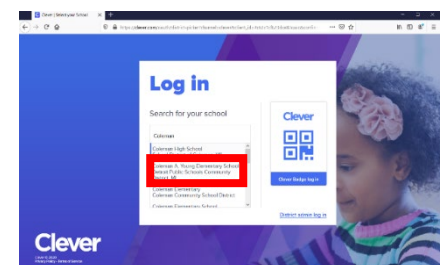 Clever | Select your School
Log in
Search for your school
Coleman
Coleman High School
Coleman A. Young Elementary School
Detroit Public Schools Community
District, MI
Coleman Elementary
Coleman Community School District
Coleman Elementary School
Clever
Clever Badge log in
District admin log in
Clever